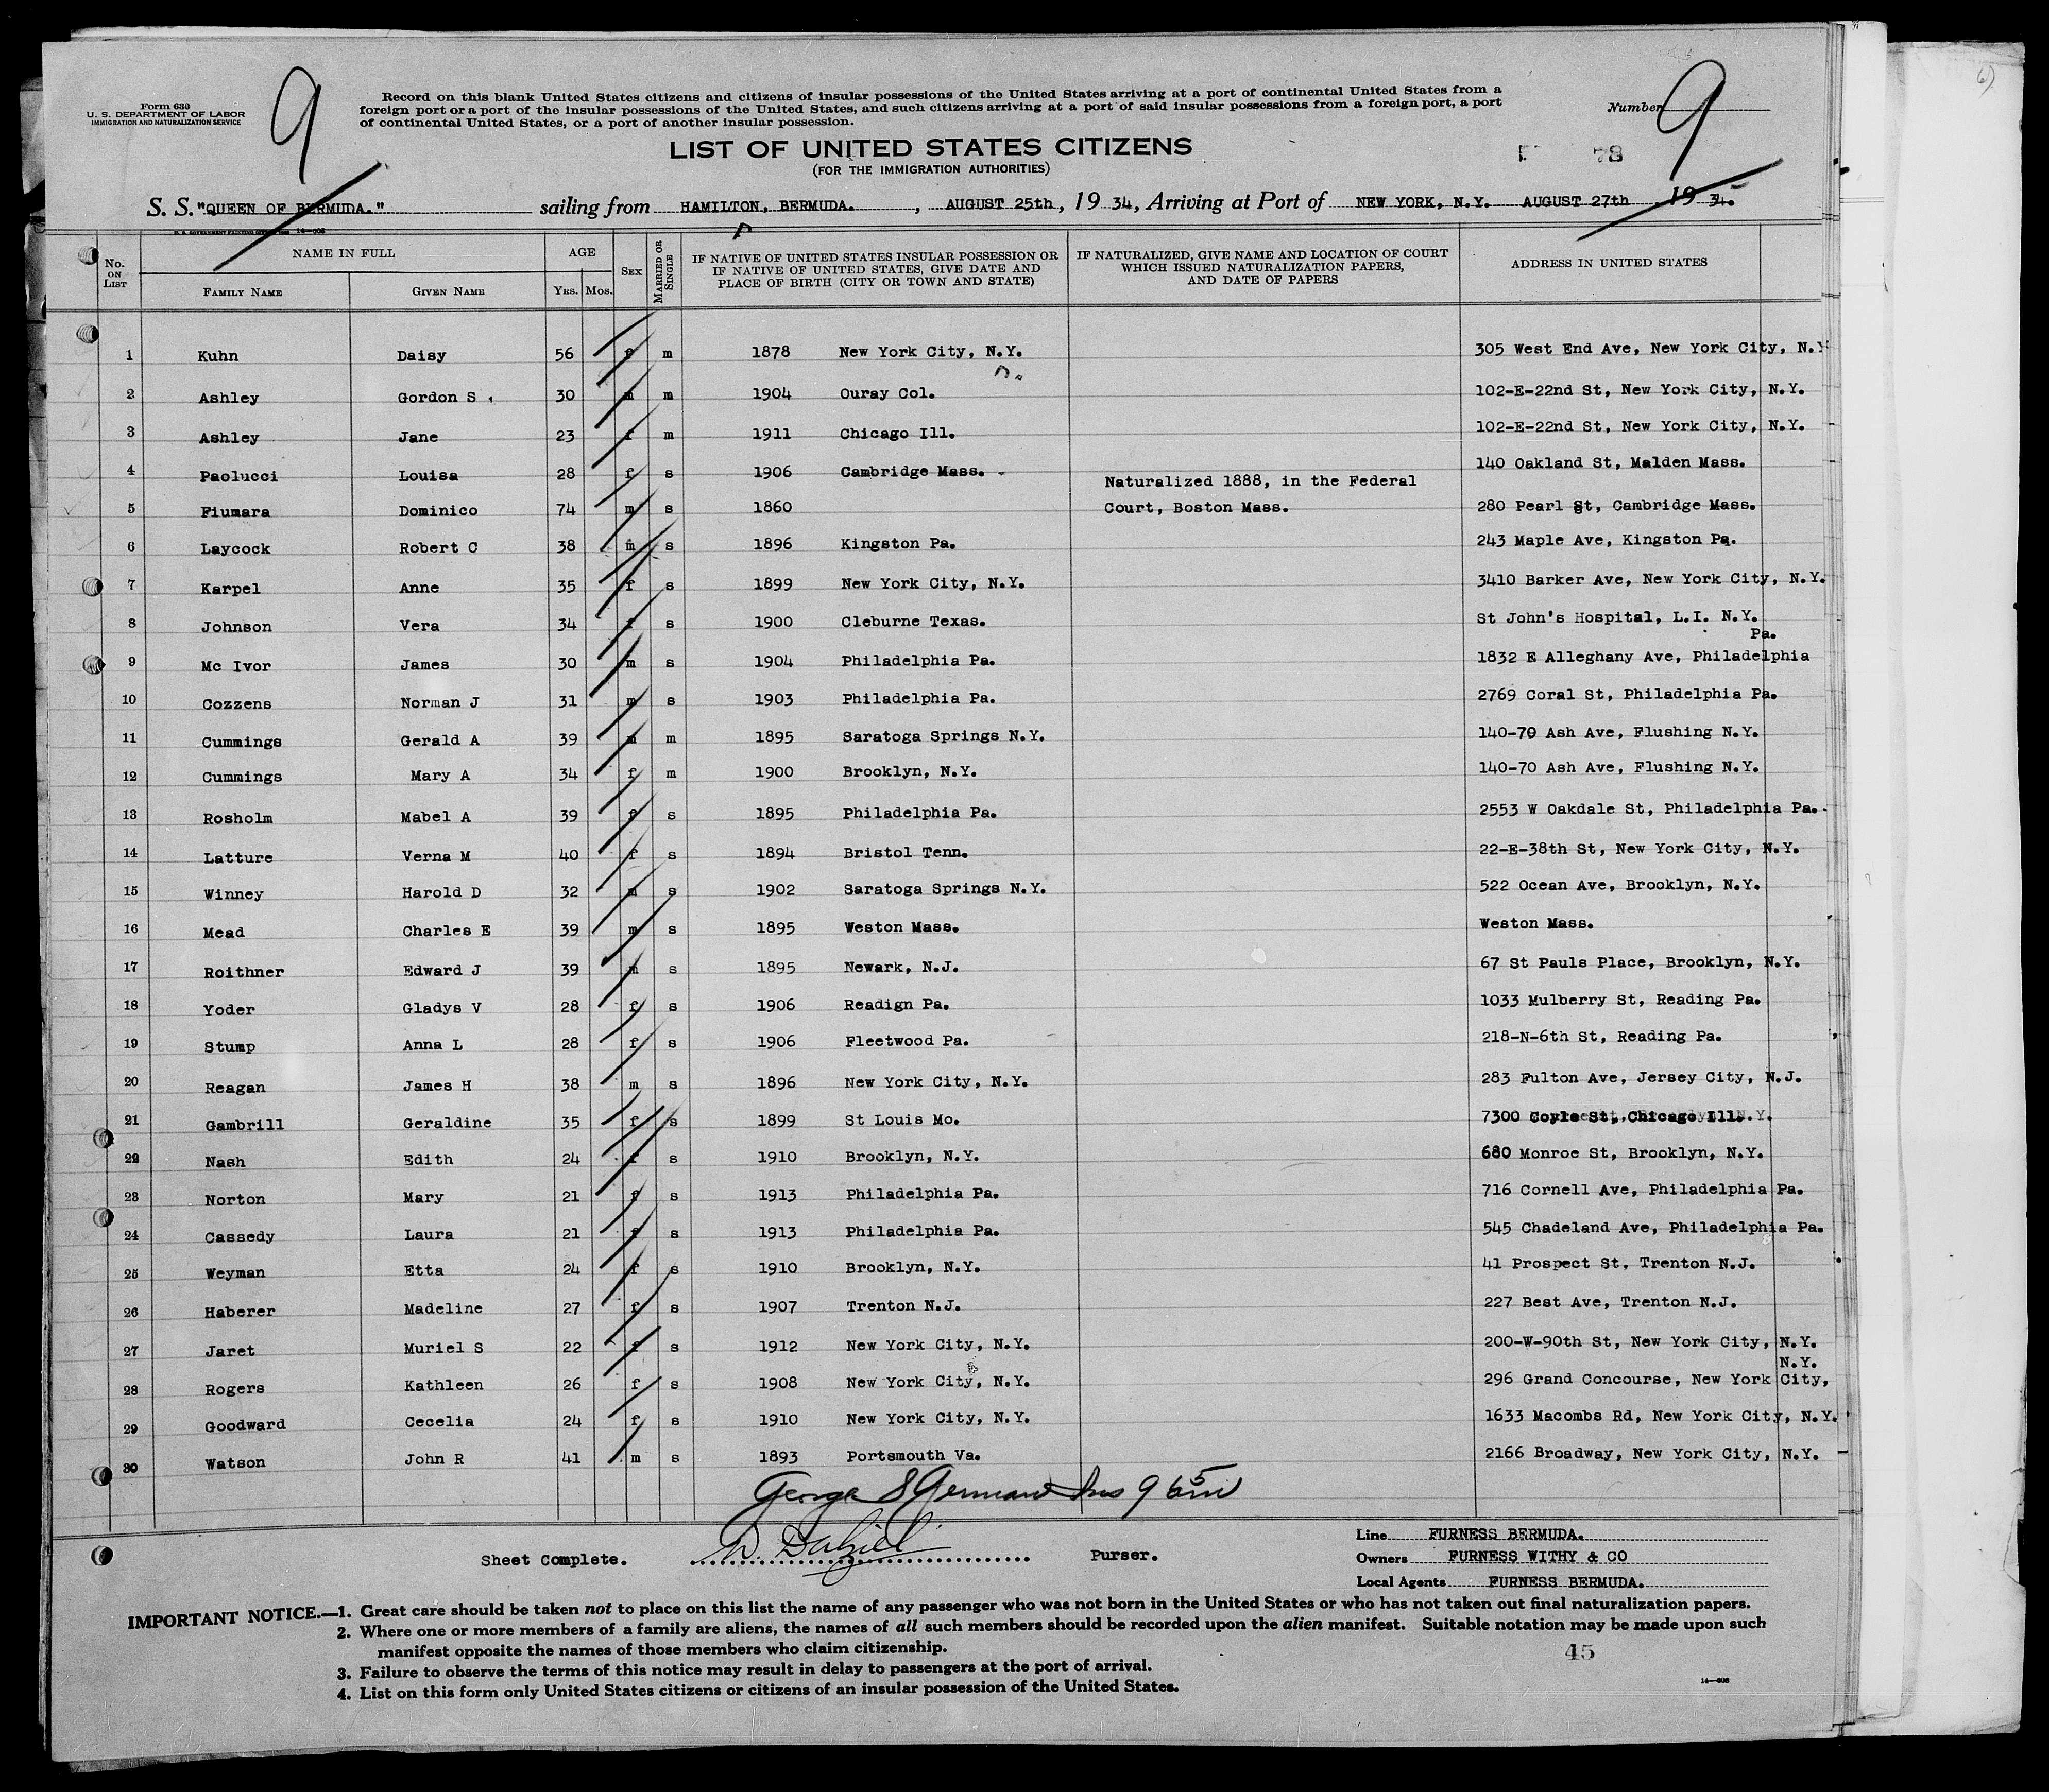 Form 630
U. S. DEPARTMENT OF LABOR
IMMIGRATION AND NATURALIZATION SERVICE
9
Record on this blank United States citizens and citizens of insular possessions of the United States arriving at a port of continental United States from a
foreign port or a port of the insular possessions of the United States, and such citizens arriving at a port of said insular possessions from a foreign port, a port
of continental United States, or a port of another insular possession.
Number 9
LIST OF UNITED STATES CITIZENS
(FOR THE IMMIGRATION AUTHORITIES)
78
S. S. "QUEEN OF BERMUDA." sailing from HAMILTON, BERMUDA. , AUGUST 25th, 19 34, Arriving at Port of NEW YORK, N.Y. AUGUST 27th , 19 34.
No. ON LIST NAME IN FULL FAMILY NAME GIVEN NAME AGE YRS. MOS. SEX MARRIED OR SINGLE IF NATIVE OF UNITED STATES INSULAR POSSESSION OR IF NATIVE OF UNITED STATES, GIVE DATE AND PLACE OF BIRTH (CITY OR TOWN AND STATE) IF NATURALIZED, GIVE NAME AND LOCATION OF COURT WHICH ISSUED NATURALIZATION PAPERS, AND DATE OF PAPERS ADDRESS IN UNITED STATES
1 Kuhn Daisy 56 f m 1878 New York City, N.Y. 305 West End Ave, New York City, N.Y
2 Ashley Gordon S. 30 m m 1904 Ouray Col. 102-E-22nd St, New York City, N.Y.
3 Ashley Jane 23 f m 1911 Chicago Ill. 102-E-22nd St, New York City, N.Y.
4 Paolucci Louisa 28 f s 1906 Cambridge Mass. 140 Oakland St, Malden Mass.
5 Fiumara Dominico 74 m s 1860 Naturalized 1888, in the Federal Court, Boston Mass. 280 Pearl St, Cambridge Mass.
6 Laycock Robert C 38 m s 1896 Kingston Pa. 243 Maple Ave, Kingston Pa.
7 Karpel Anne 35 f s 1899 New York City, N.Y. 3410 Barker Ave, New York City, N.Y.
8 Johnson Vera 34 f s 1900 Cleburne Texas. St John's Hospital, L.I. N.Y.
9 Mc Ivor James 30 m s 1904 Philadelphia Pa. 1832 E Alleghany Ave, Philadelphia Pa.
10 Cozzens Norman J 31 m s 1903 Philadelphia Pa. 2769 Coral St, Philadelphia Pa.
11 Cummings Gerald A 39 m m 1895 Saratoga Springs N.Y. 140-70 Ash Ave, Flushing N.Y.
12 Cummings Mary A 34 f m 1900 Brooklyn, N.Y. 140-70 Ash Ave, Flushing N.Y.
13 Rosholm Mabel A 39 f s 1895 Philadelphia Pa. 2553 W Oakdale St, Philadelphia Pa.
14 Latture Verna M 40 f s 1894 Bristol Tenn. 22-E-38th St, New York City, N.Y.
15 Winney Harold D 32 m s 1902 Saratoga Springs N.Y. 522 Ocean Ave, Brooklyn, N.Y.
16 Mead Charles E 39 m s 1895 Weston Mass. Weston Mass.
17 Roithner Edward J 39 m s 1895 Newark, N.J. 67 St Pauls Place, Brooklyn, N.Y.
18 Yoder Gladys V 28 f s 1906 Readign Pa. 1033 Mulberry St, Reading Pa.
19 Stump Anna L 28 f s 1906 Fleetwood Pa. 218-N-6th St, Reading Pa.
20 Reagan James H 38 m s 1896 New York City, N.Y. 283 Fulton Ave, Jersey City, N.J.
21 Gambrill Geraldine 35 f s 1899 St Louis Mo. 7300 Coyle St, Chicago Ill.
22 Nash Edith 24 f s 1910 Brooklyn, N.Y. 680 Monroe St, Brooklyn, N.Y.
23 Norton Mary 21 f s 1913 Philadelphia Pa. 716 Cornell Ave, Philadelphia Pa.
24 Cassedy Laura 21 f s 1913 Philadelphia Pa. 545 Chadeland Ave, Philadelphia Pa.
25 Weyman Etta 24 f s 1910 Brooklyn, N.Y. 41 Prospect St, Trenton N.J.
26 Haberer Madeline 27 f s 1907 Trenton N.J. 227 Best Ave, Trenton N.J.
27 Jaret Muriel S 22 f s 1912 New York City, N.Y. 200-W-90th St, New York City, N.Y.
28 Rogers Kathleen 26 f s 1908 New York City, N.Y. 296 Grand Concourse, New York City, N.Y.
29 Goodward Cecelia 24 f s 1910 New York City, N.Y. 1633 Macombs Rd, New York City, N.Y.
30 Watson John R 41 m s 1893 Portsmouth Va. 2166 Broadway, New York City, N.Y.
George S
Sheet Complete. Purser.
Line FURNESS BERMUDA.
Owners FURNESS WITHY & CO
Local Agents FURNESS BERMUDA.
IMPORTANT NOTICE.—1. Great care should be taken not to place on this list the name of any passenger who was not born in the United States or who has not taken out final naturalization papers.
2. Where one or more members of a family are aliens, the names of all such members should be recorded upon the alien manifest. Suitable notation may be made upon such
manifest opposite the names of those members who claim citizenship.
3. Failure to observe the terms of this notice may result in delay to passengers at the port of arrival.
4. List on this form only United States citizens or citizens of an insular possession of the United States.
45
14—608